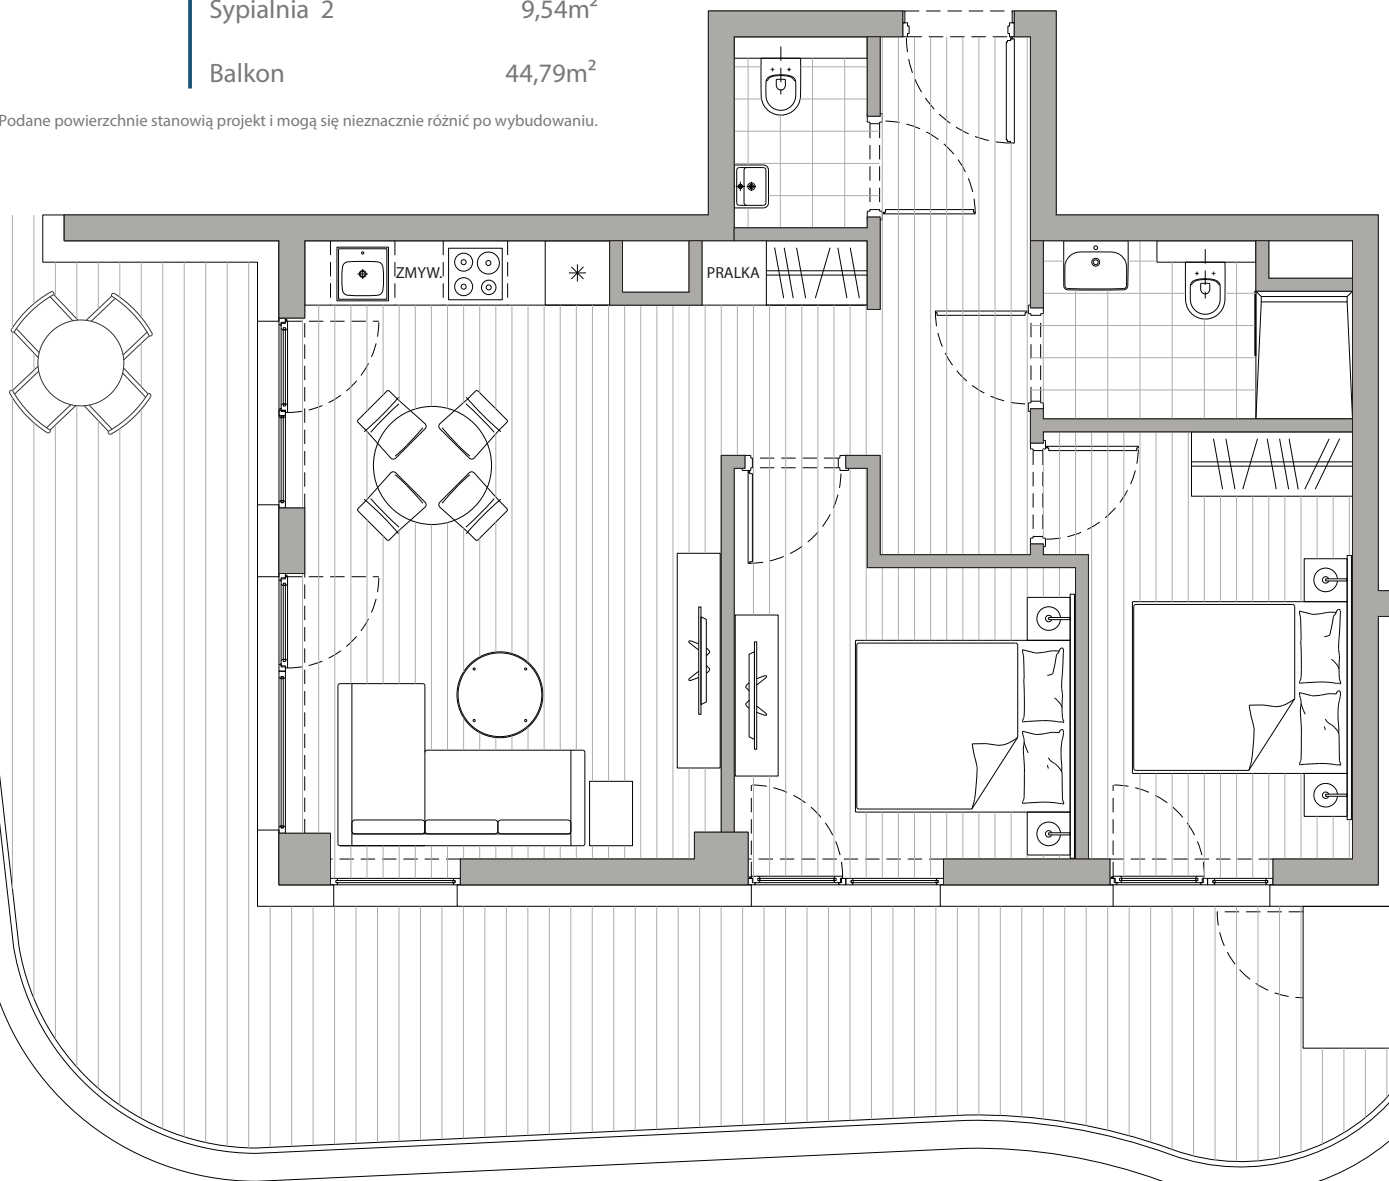 Sypialnia 2 9,54m²
Balkon 44,79m²
Podane powierzchnie stanowią projekt i mogą się nieznacznie różnić po wybudowaniu.
ZMYW. PRALKA